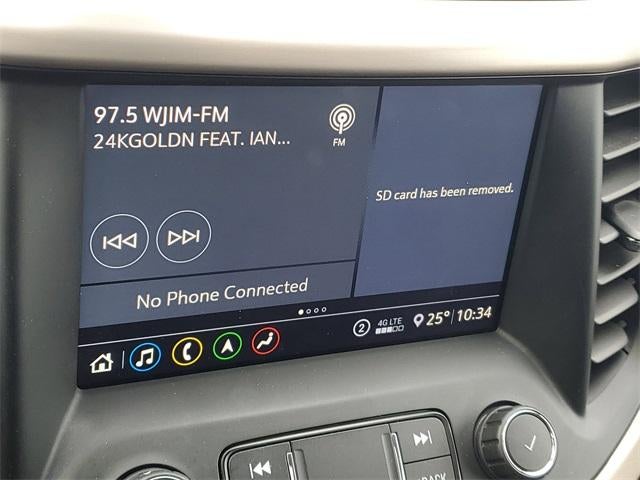 97.5 WJIM-FM
24KGOLDN FEAT. IAN...
FM
SD card has been removed.
No Phone Connected
2 4G LTE 25° 10:34
BACK